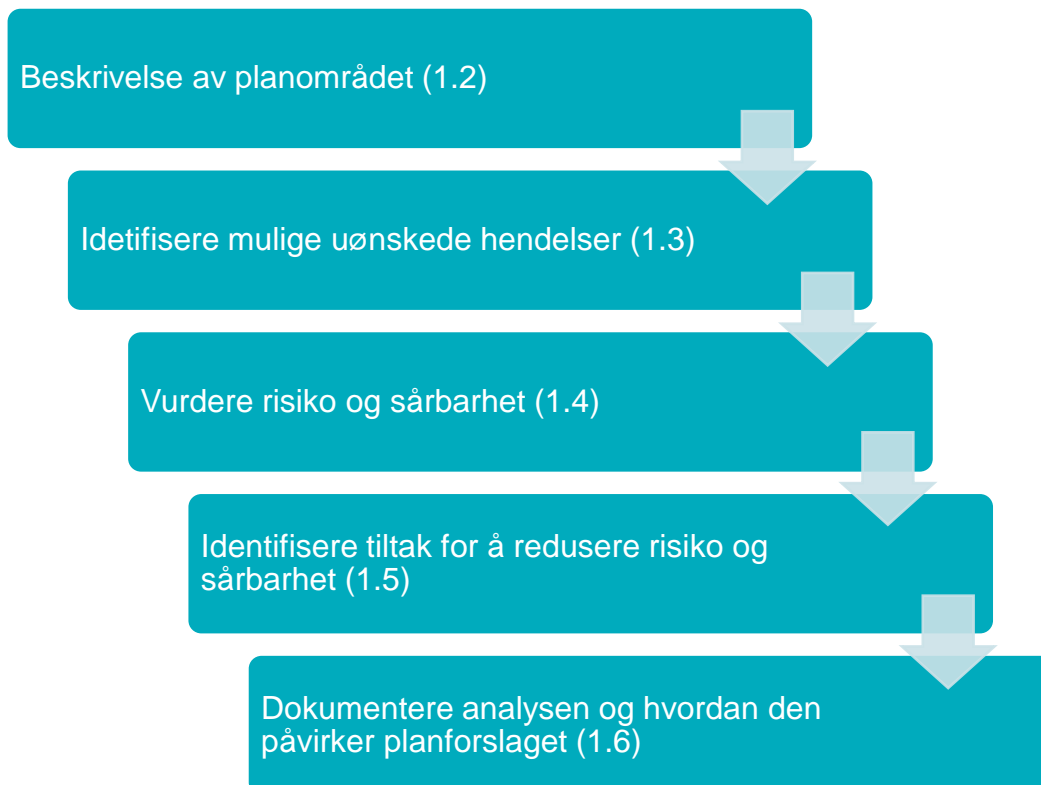 Beskrivelse av planområdet (1.2)
Idetifisere mulige uønskede hendelser (1.3)
Vurdere risiko og sårbarhet (1.4)
Identifisere tiltak for å redusere risiko og
sårbarhet (1.5)
Dokumentere analysen og hvordan den
påvirker planforslaget (1.6)